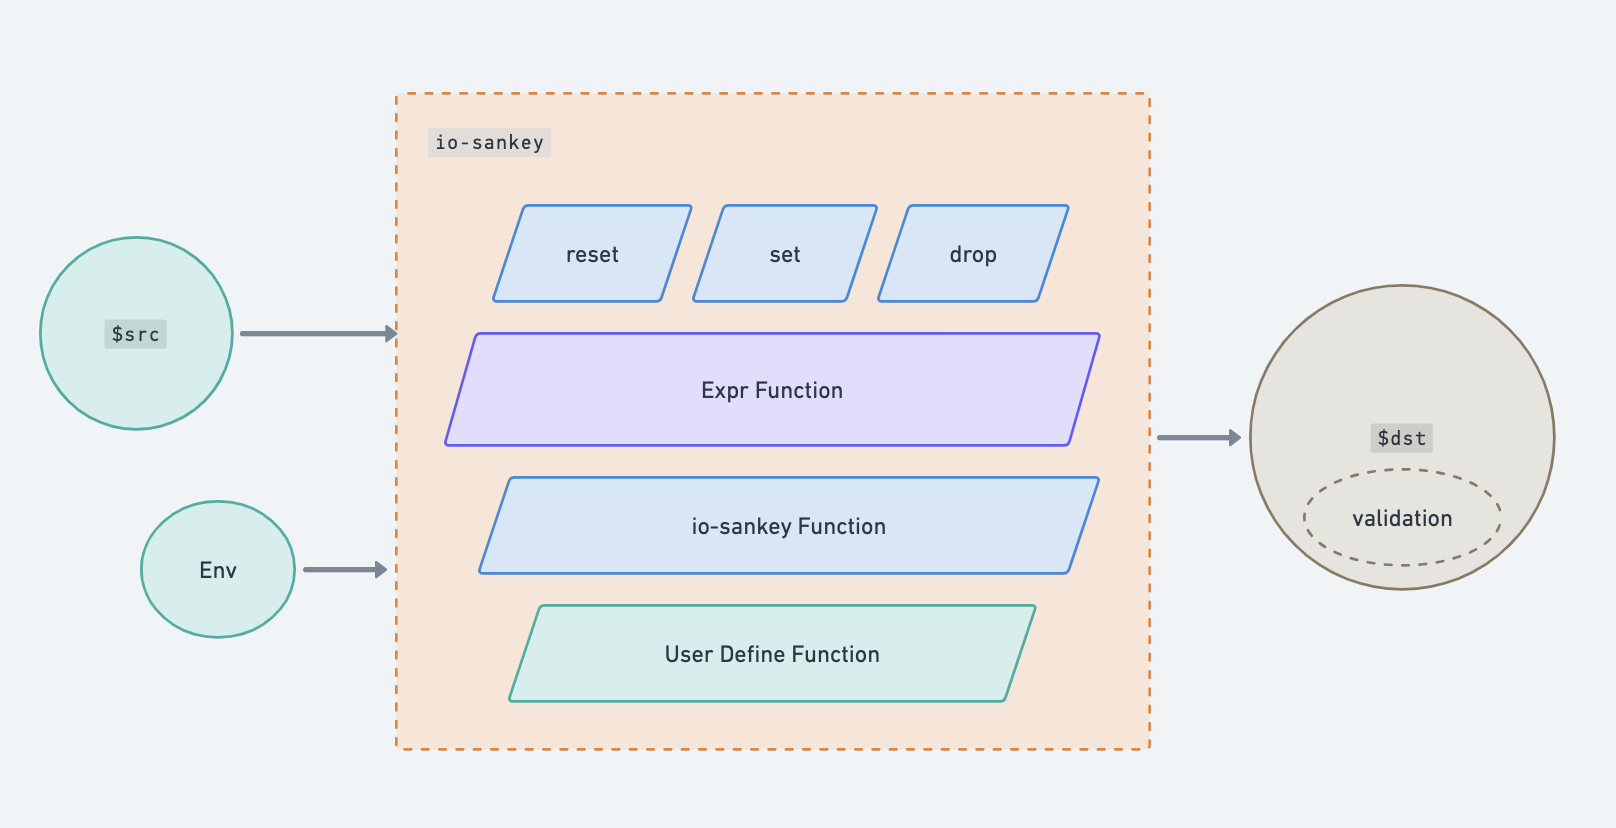 io-sankey
reset
set
drop
$src
Expr Function
$dst
io-sankey Function
validation
Env
User Define Function